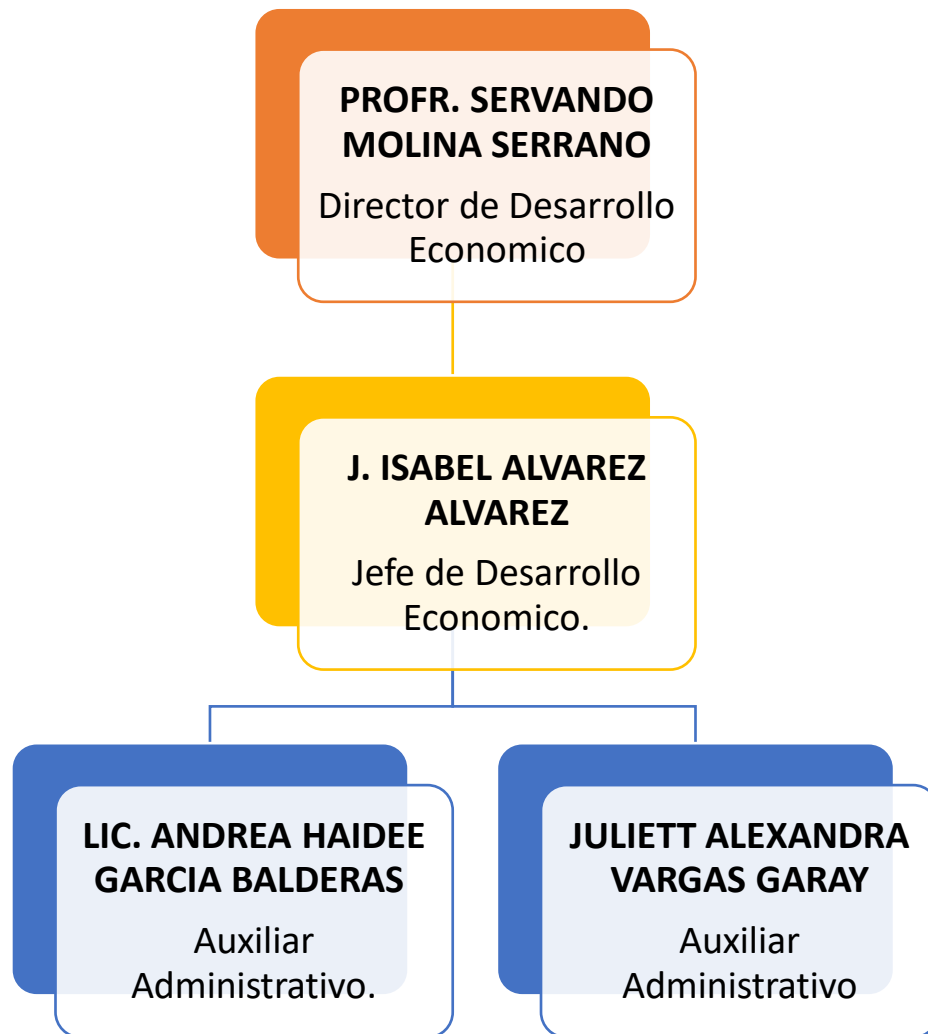 PROFR. SERVANDO
MOLINA SERRANO
Director de Desarrollo
Economico
J. ISABEL ALVAREZ
ALVAREZ
Jefe de Desarrollo
Economico.
LIC. ANDREA HAIDEE
GARCIA BALDERAS
Auxiliar
Administrativo.
JULIETT ALEXANDRA
VARGAS GARAY
Auxiliar
Administrativo